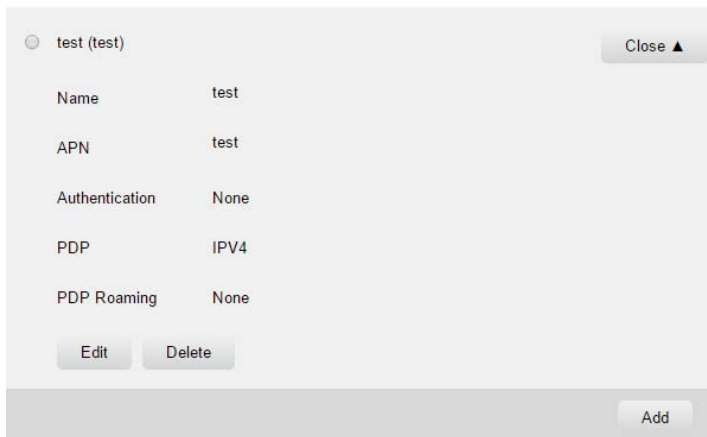 test (test)
Close ▲
Name test
APN test
Authentication None
PDP IPV4
PDP Roaming None
Edit Delete
Add